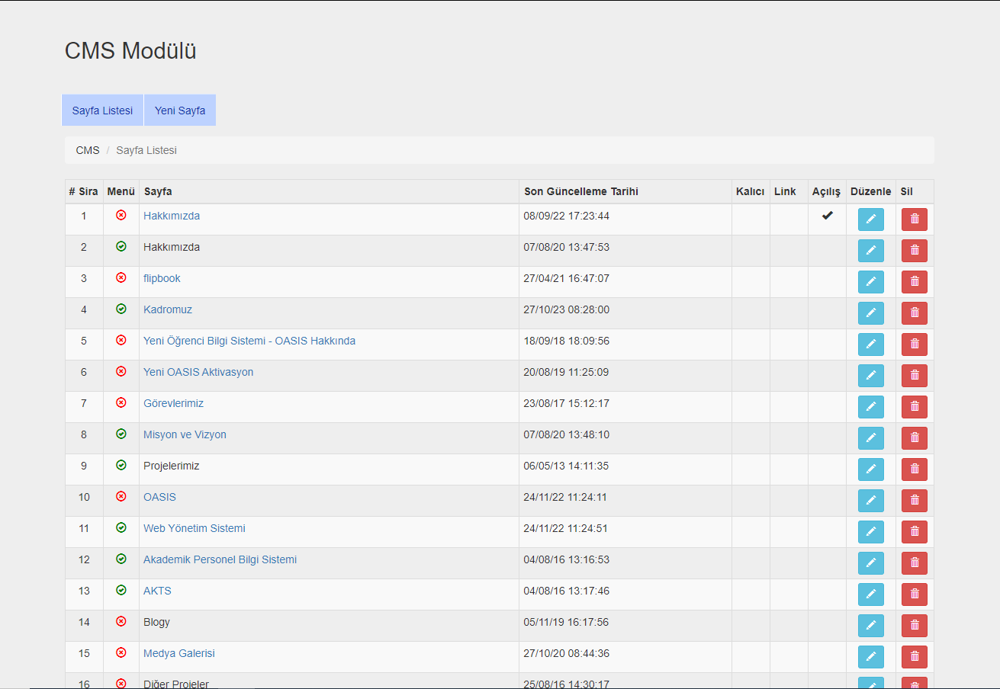 CMS Modülü
Sayfa Listesi Yeni Sayfa
CMS / Sayfa Listesi
# Sira Menü Sayfa Son Güncelleme Tarihi Kalıcı Link Açılış Düzenle Sil
1 Hakkımızda 08/09/22 17:23:44
2 Hakkımızda 07/08/20 13:47:53
3 flipbook 27/04/21 16:47:07
4 Kadromuz 27/10/23 08:28:00
5 Yeni Öğrenci Bilgi Sistemi - OASIS Hakkında 18/09/18 18:09:56
6 Yeni OASIS Aktivasyon 20/08/19 11:25:09
7 Görevlerimiz 23/08/17 15:12:17
8 Misyon ve Vizyon 07/08/20 13:48:10
9 Projelerimiz 06/05/13 14:11:35
10 OASIS 24/11/22 11:24:11
11 Web Yönetim Sistemi 24/11/22 11:24:51
12 Akademik Personel Bilgi Sistemi 04/08/16 13:16:53
13 AKTS 04/08/16 13:17:46
14 Blogy 05/11/19 16:17:56
15 Medya Galerisi 27/10/20 08:44:36
16 Diğer Projeler 25/08/16 14:30:17